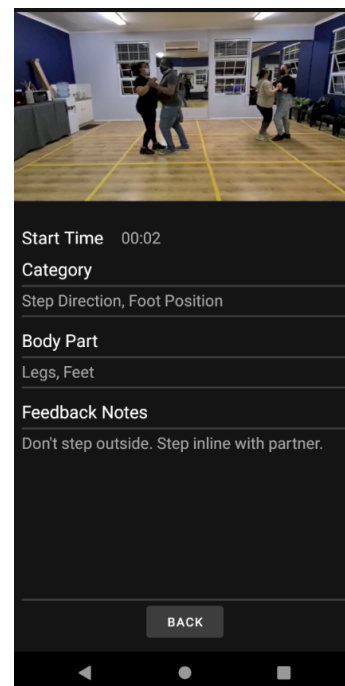 Start Time 00:02
Category
Step Direction, Foot Position
Body Part
Legs, Feet
Feedback Notes
Don't step outside. Step inline with partner.
BACK